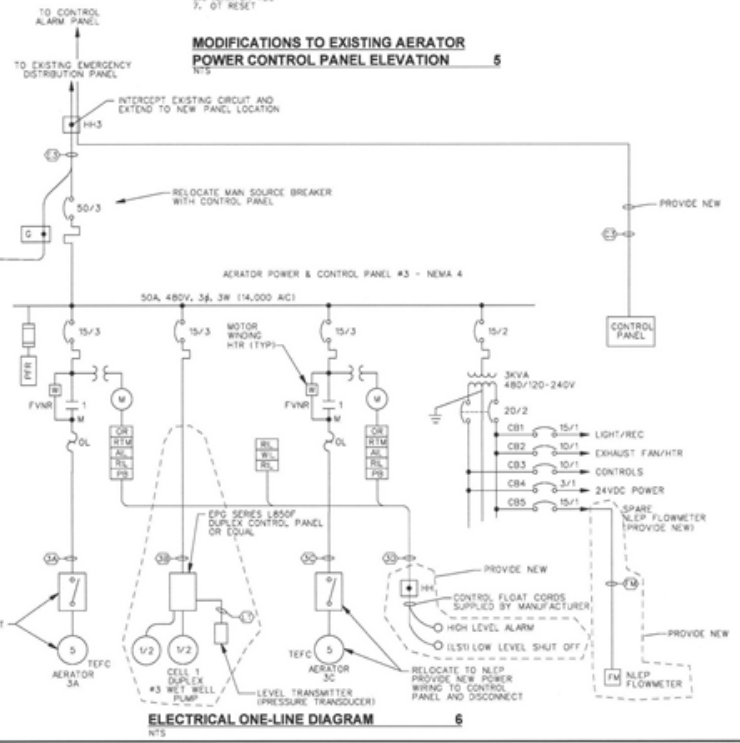 7. OT RESET
TO CONTROL
ALARM PANEL
MODIFICATIONS TO EXISTING AERATOR
POWER CONTROL PANEL ELEVATION 5
NTS
TO EXISTING EMERGENCY
DISTRIBUTION PANEL
INTERCEPT EXISTING CIRCUIT AND
EXTEND TO NEW PANEL LOCATION
HH3
RELOCATE MAIN SOURCE BREAKER
WITH CONTROL PANEL
50/3
G
PROVIDE NEW
AERATOR POWER & CONTROL PANEL #3 - NEMA 4
50A, 480V, 3ϕ, 3W (14,000 AIC)
CONTROL
PANEL
15/3
15/3
MOTOR
WINDING
HTR (TYP)
15/3
15/2
PFR
W
FVNR
1
M
M
OL
W
FVNR
1
M
M
OL
3KVA
480/120-240V
20/2
CB1 15/1 LIGHT/REC
CB2 10/1 EXHAUST FAN/HTR
CB3 10/1 CONTROLS
CB4 3/1 24VDC POWER
CB5 15/1 SPARE
NLEP FLOWMETER
(PROVIDE NEW)
OR
RTM
AIL
RIL
PB
RIL
WIL
RIL
OR
RTM
AIL
RIL
PB
EPG SERIES L850F
DUPLEX CONTROL PANEL
OR EQUAL
3A
3B
3C
3D
PROVIDE NEW
HH
CONTROL FLOAT CORDS
SUPPLIED BY MANUFACTURER
HIGH LEVEL ALARM
(LS1) LOW LEVEL SHUT OFF
FM
PROVIDE NEW
LT
5
TEFC
AERATOR
3A
1/2
1/2
CELL 1
DUPLEX
#3 WET WELL
PUMP
LEVEL TRANSMITTER
(PRESSURE TRANSDUCER)
5
TEFC
AERATOR
3C
RELOCATE TO NLEP
PROVIDE NEW POWER
WIRING TO CONTROL
PANEL AND DISCONNECT
FM
NLEP
FLOWMETER
ELECTRICAL ONE-LINE DIAGRAM 6
NTS